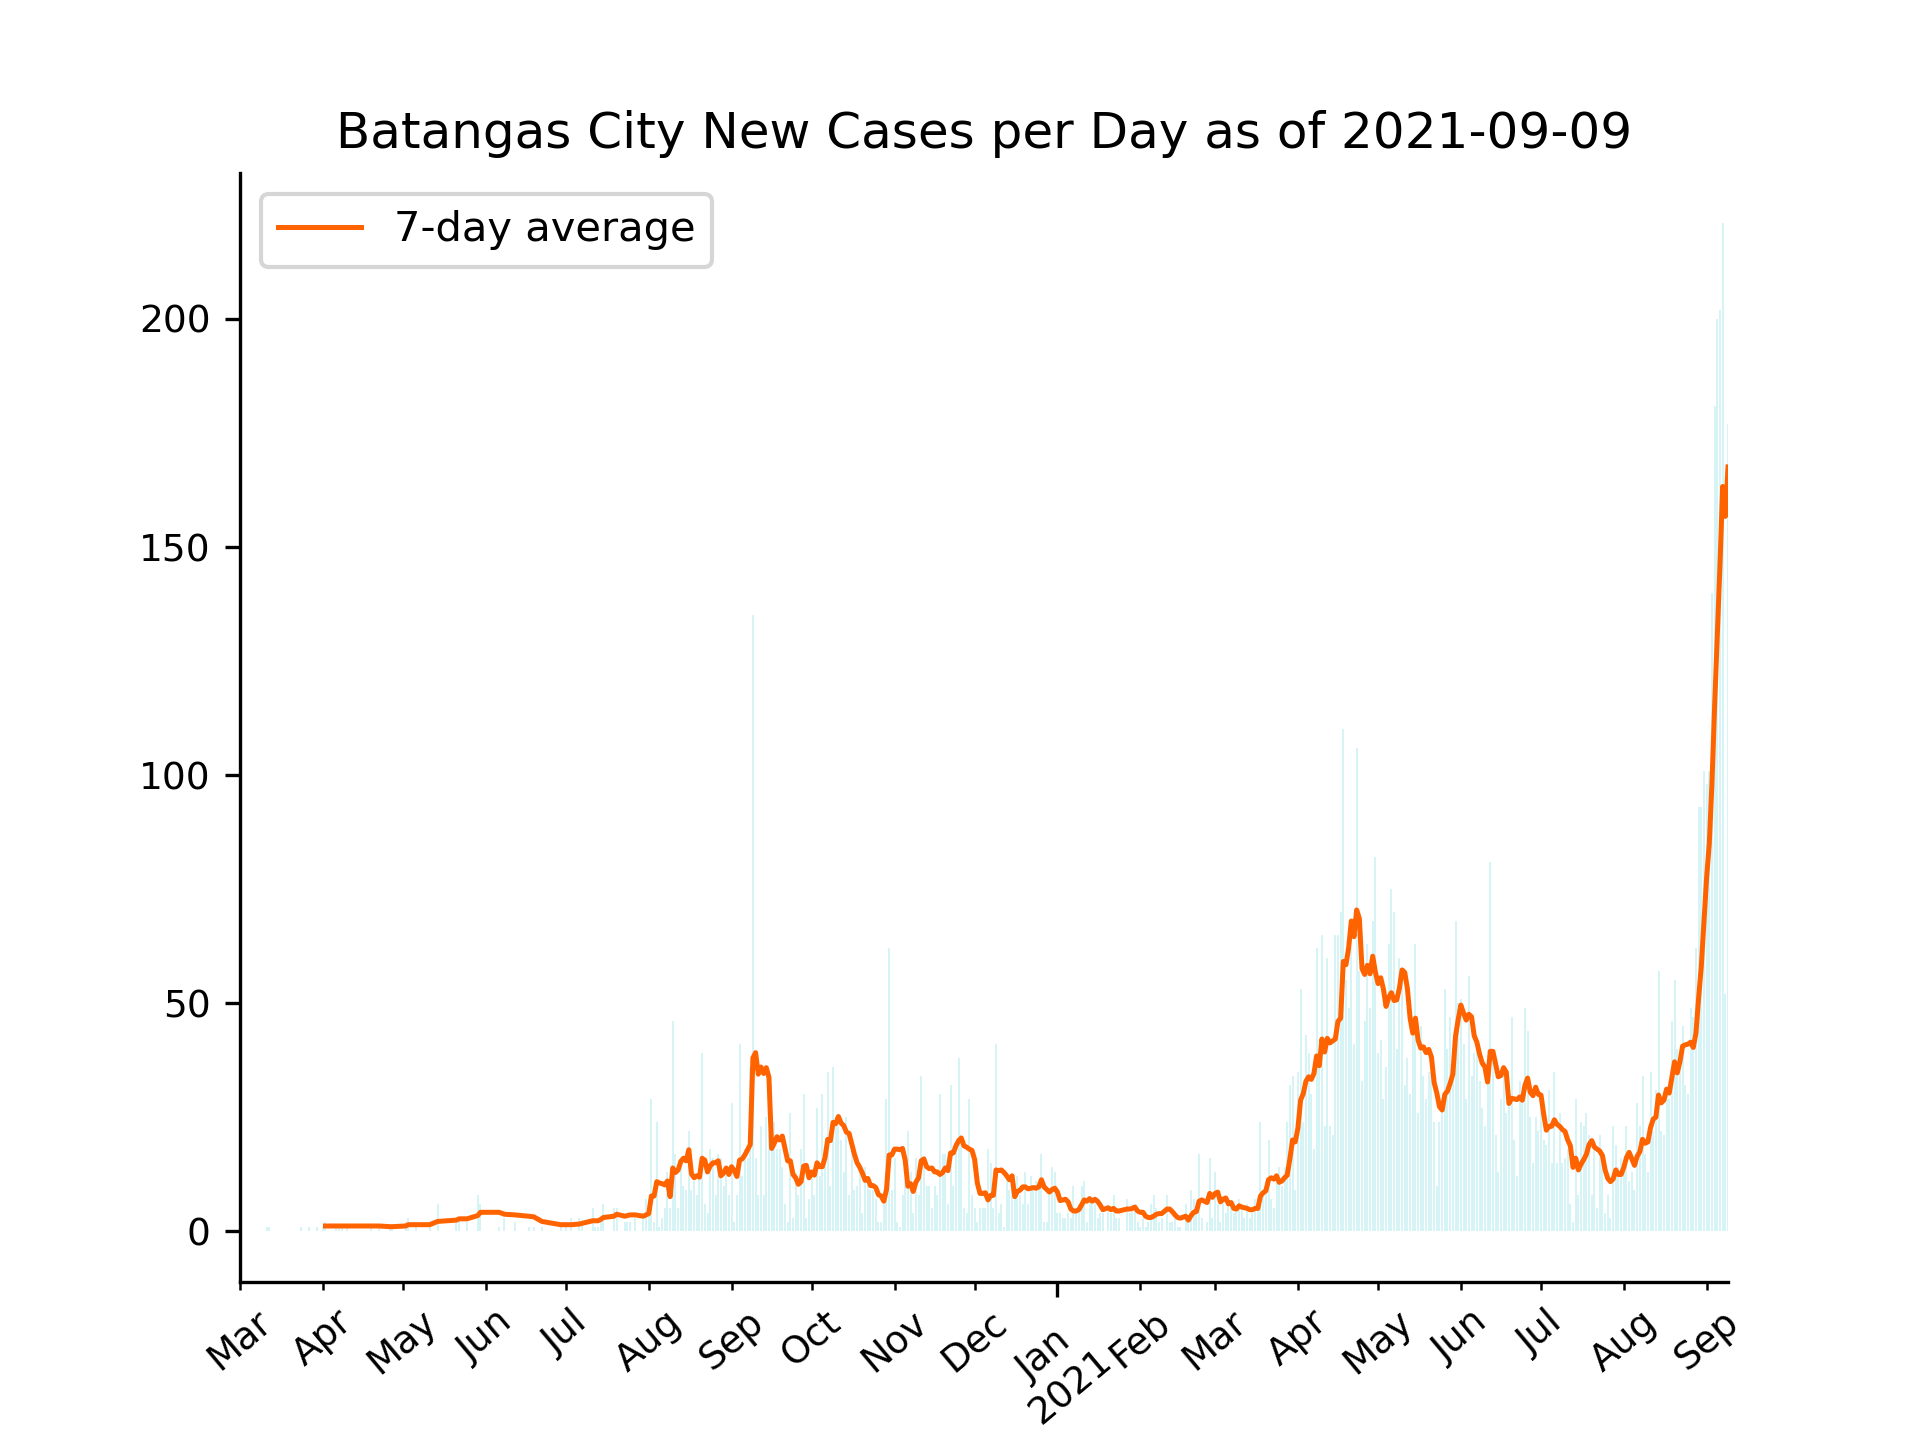 Batangas City New Cases per Day as of 2021-09-09
7-day average
200
150
100
50
0
Mar Apr May Jun Jul Aug Sep Oct Nov Dec Jan Feb Mar Apr May Jun Jul Aug Sep
2021